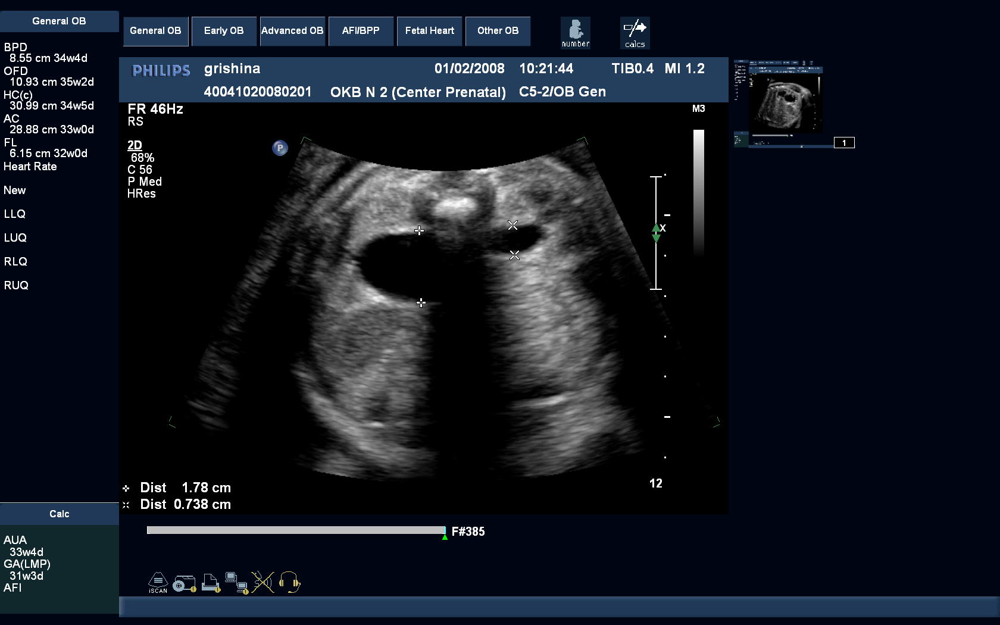 General OB
General OB
Early OB
Advanced OB
AFI/BPP
Fetal Heart
Other OB
number
calcs
BPD
8.55 cm 34w4d
OFD
10.93 cm 35w2d
HC(c)
30.99 cm 34w5d
AC
28.88 cm 33w0d
FL
6.15 cm 32w0d
Heart Rate
New
LLQ
LUQ
RLQ
RUQ
PHILIPS
grishina
01/02/2008 10:21:44 TIB0.4 MI 1.2
40041020080201 OKB N 2 (Center Prenatal) C5-2/OB Gen
FR 46Hz
RS
2D
68%
C 56
P Med
HRes
P
M3
X
1
12
Dist 1.78 cm
Dist 0.738 cm
F#385
Calc
AUA
33w4d
GA(LMP)
31w3d
AFI
iSCAN